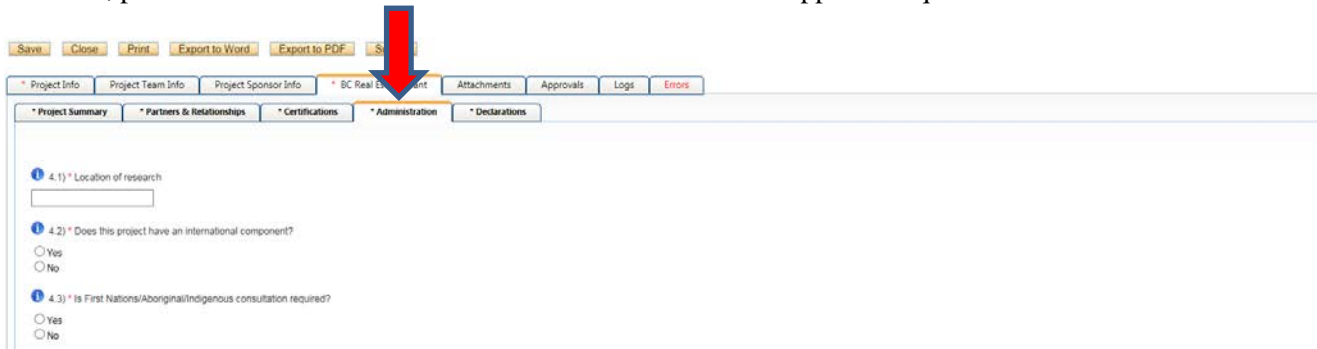 Save Close Print Export to Word Export to PDF
* Project Info Project Team Info Project Sponsor Info * BC Real Attachments Approvals Logs Errors
* Project Summary * Partners & Relationships * Certifications * Administration * Declarations
4.1) * Location of research
4.2) * Does this project have an international component?
Yes
No
4.3) * Is First Nations/Aboriginal/Indigenous consultation required?
Yes
No